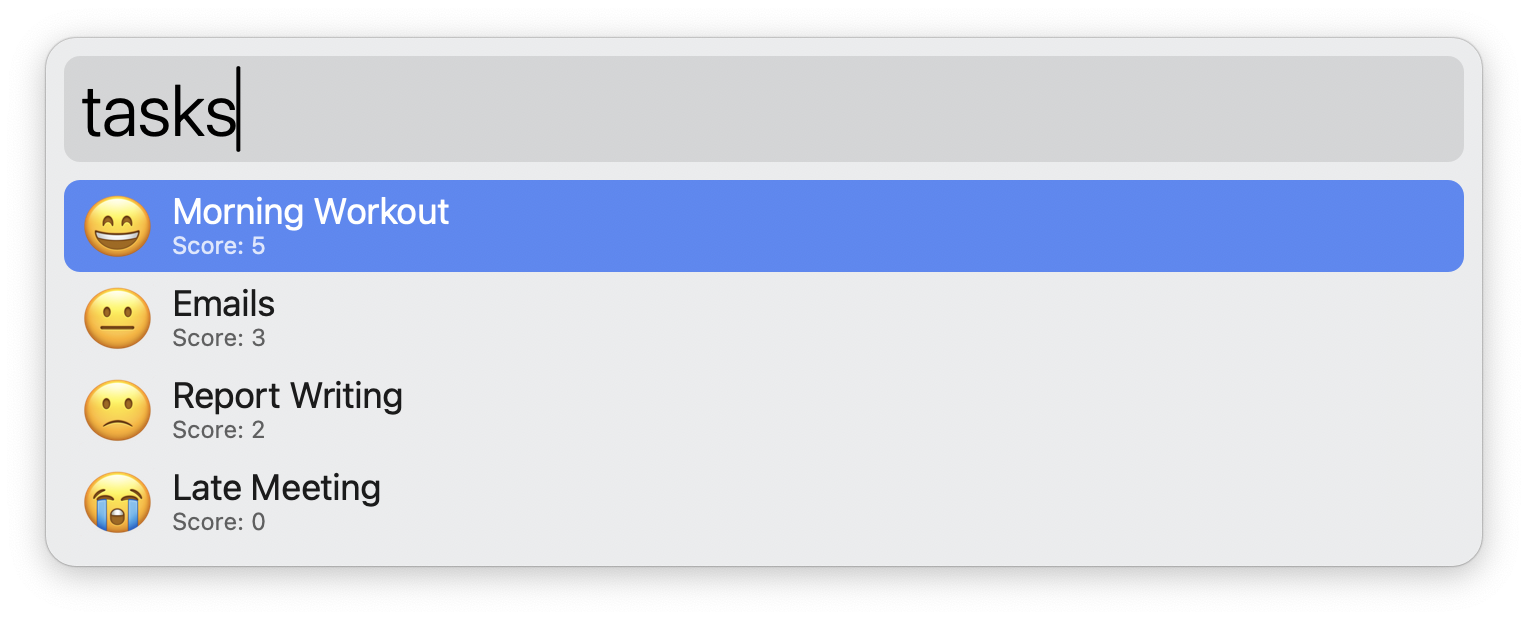 tasks
Morning Workout
Score: 5
Emails
Score: 3
Report Writing
Score: 2
Late Meeting
Score: 0